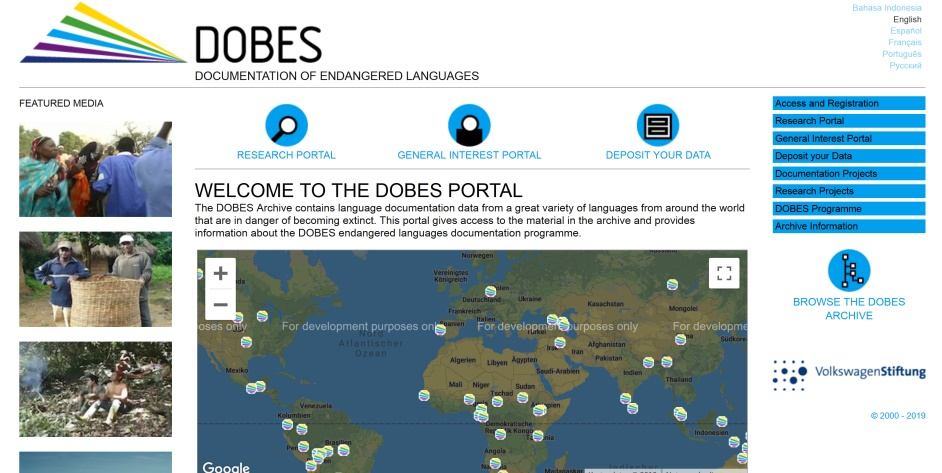 DOBES
DOCUMENTATION OF ENDANGERED LANGUAGES
Bahasa Indonesia
English
Español
Français
Português
Русский
FEATURED MEDIA
RESEARCH PORTAL
GENERAL INTEREST PORTAL
DEPOSIT YOUR DATA
WELCOME TO THE DOBES PORTAL
The DOBES Archive contains language documentation data from a great variety of languages from around the world
that are in danger of becoming extinct. This portal gives access to the material in the archive and provides
information about the DOBES endangered languages documentation programme.
Norwegen
Vereinigtes
Königreich
Deutschland
Ukraine
Kasachstan
Mongolei
Frankreich
Italien
Spanien
Türkei
oses only
For development purposes only
For development purposes only
For developme
Atlantischer
Ozean
Irak
Iran
Afghanistan
Pakistan
Südkore
Algerien
Libyen
Ägypten
Saudi-Arabien
Indien
Thailand
Mexiko
Mali
Niger
Tschad
Sudan
Äthiopien
Venezuela
Kolumbien
Demokratische
Republik Kongo
Tansania
Indonesien
Brasilien
Angola
Google
Access and Registration
Research Portal
General Interest Portal
Deposit your Data
Documentation Projects
Research Projects
DOBES Programme
Archive Information
BROWSE THE DOBES
ARCHIVE
VolkswagenStiftung
© 2000 - 2019